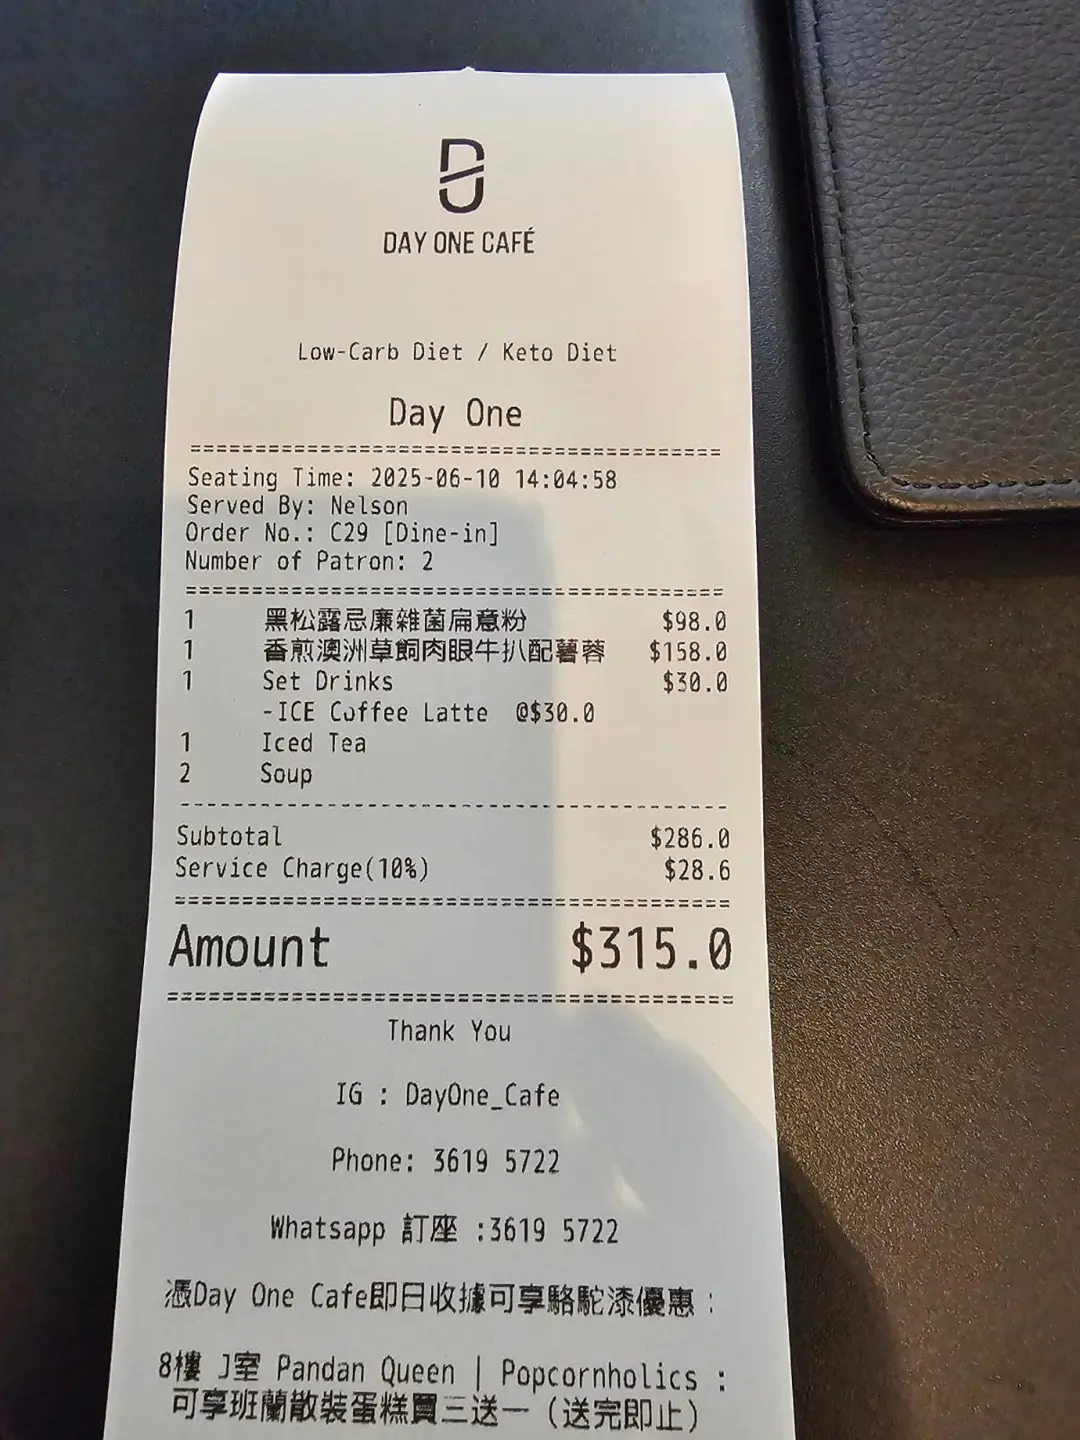 DAY ONE CAFÉ
Low-Carb Diet / Keto Diet
Day One
========================================
Seating Time: 2025-06-10 14:04:58
Served By: Nelson
Order No.: C29 [Dine-in]
Number of Patron: 2
========================================
1 黑松露忌廉雜菌扁意粉 $98.0
1 香煎澳洲草飼肉眼牛扒配薯蓉 $158.0
1 Set Drinks $30.0
-ICE Coffee Latte @$30.0
1 Iced Tea
2 Soup
----------------------------------------
Subtotal $286.0
Service Charge(10%) $28.6
========================================
Amount $315.0
========================================
Thank You
IG : DayOne_Cafe
Phone: 3619 5722
Whatsapp 訂座 :3619 5722
憑Day One Cafe即日收據可享駱駝漆優惠：
8樓 J室 Pandan Queen | Popcornholics :
可享班蘭散裝蛋糕買三送一 (送完即止)